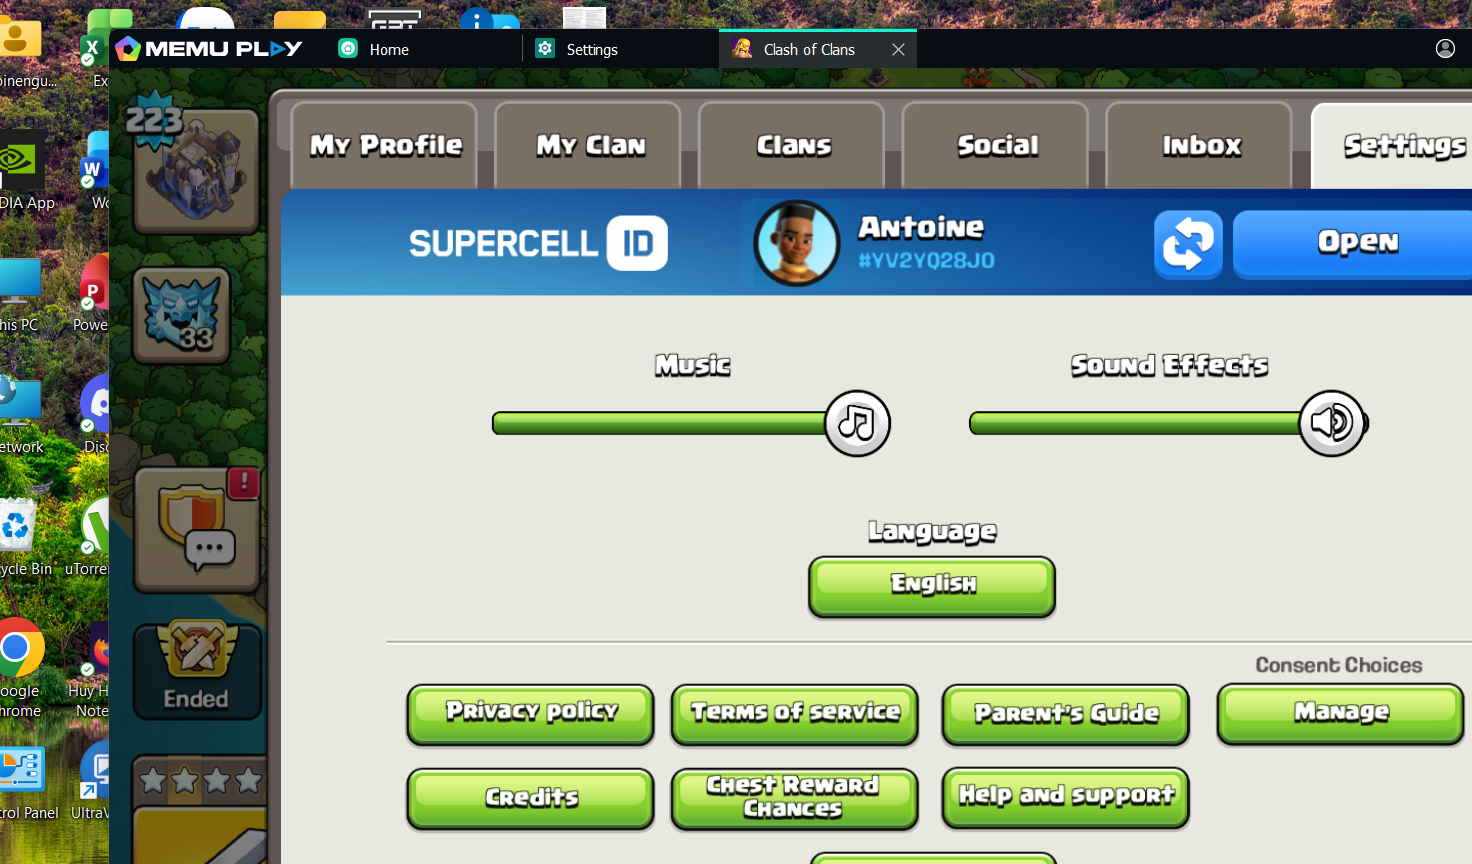 MEMU PLAY
Home
Settings
Clash of Clans
223
My Profile
My Clan
Clans
Social
Inbox
Settings
SUPERCELL ID
Antoine
#YV2YQ28J0
Open
33
Music
Sound Effects
Language
English
Ended
Consent Choices
Privacy policy
Terms of service
Parent's Guide
Manage
Credits
Chest Reward
Chances
Help and support
oinengu...
Ex
DIA App
Wo
his PC
Powe
etwork
Disc
ycle Bin
uTorre
oogle
hrome
Huy H
Note
trol Panel
UltraV